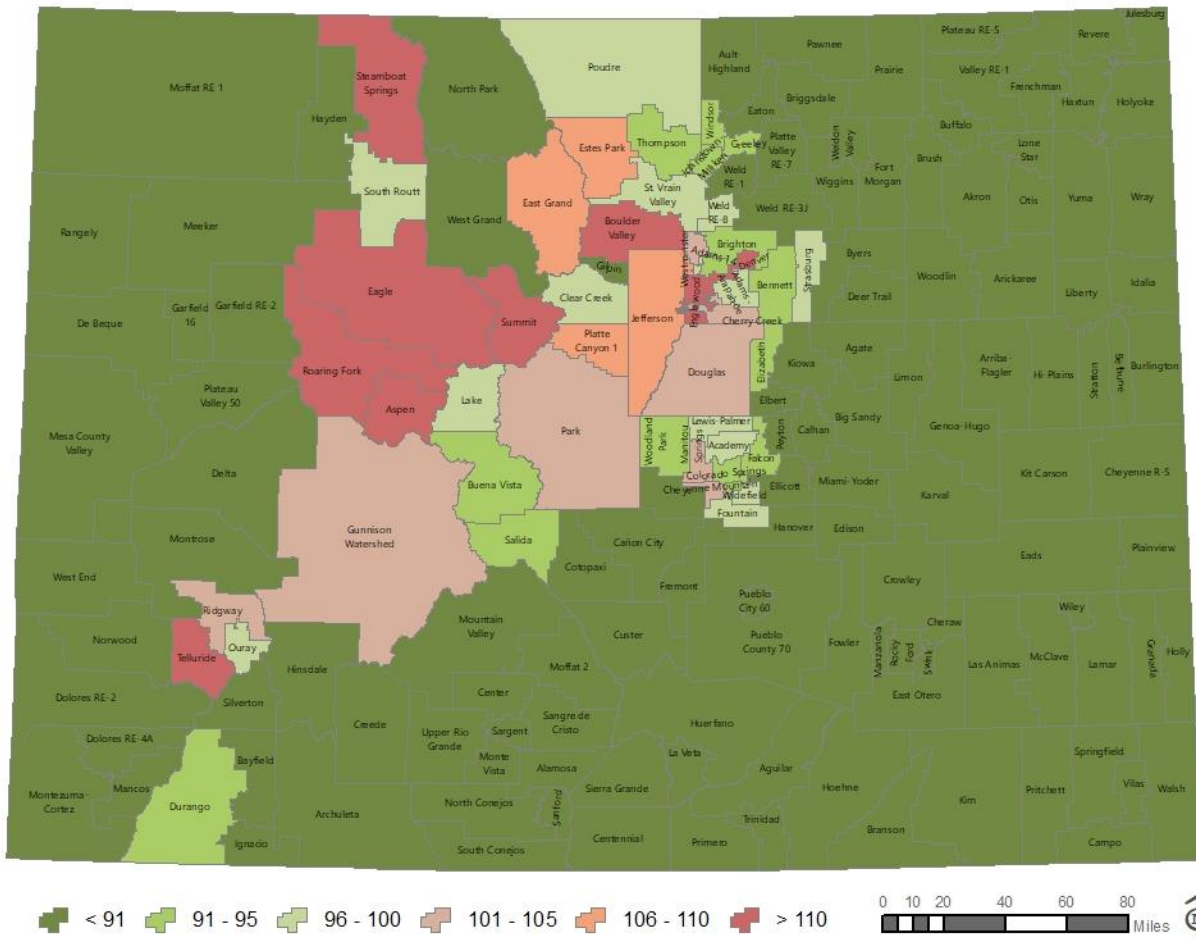 Julesburg
Plateau RE-5
Revere
Pawnee
Ault
Highland
Poudre
Prairie
Valley RE-1
Frenchman
Haxtun
Holyoke
Steamboat
Springs
North Park
Moffat RE 1
Hayden
Eaton
Briggsdale
Buffalo
Windsor
Estes Park
Thompson
Johnstown
Milliken
Greeley
Platte
Valley
RE-7
Weldon
Valley
Fort
Morgan
Brush
Lone
Star
Weld
RE-1
Wiggins
Akron
Otis
Yuma
Wray
South Routt
East Grand
St. Vrain
Valley
Weld
RE-8
Weld RE-3J
West Grand
Boulder
Valley
Meeker
Rangely
Westminster
Adams 14
Brighton
Denver
Strasburg
Byers
Gilpin
Woodlin
Arickaree
Idalia
Liberty
Eagle
Clear Creek
Englewood
Adams
Arapahoe
Bennett
Deer Trail
Garfield
16
Garfield RE-2
De Beque
Summit
Jefferson
Cherry Creek
Platte
Canyon 1
Agate
Arriba-
Flagler
Hi-Plains
Stratton
Bethune
Burlington
Roaring Fork
Douglas
Elizabeth
Kiowa
Limon
Plateau
Valley 50
Aspen
Lake
Elbert
Park
Woodland
Park
Manitou
Springs
Lewis-Palmer
Peyton
Calhan
Big Sandy
Genoa-Hugo
Mesa County
Valley
Academy
Falcon
Delta
Colorado
Springs
Kit Carson
Cheyenne R-5
Buena Vista
Cheyenne Mountain
Widefield
Ellicott
Miami-Yoder
Karval
Fountain
Gunnison
Watershed
Hanover
Edison
Montrose
Salida
Cañon City
Cotopaxi
Eads
Plainview
West End
Fremont
Crowley
Pueblo
City 60
Ridgway
Wiley
Mountain
Valley
Cheraw
Norwood
Ouray
Custer
Pueblo
County 70
Fowler
Manzanola
Rocky
Ford
Swink
Telluride
Hinsdale
Moffat 2
Las Animas
McClave
Lamar
Granada
Holly
Dolores RE-2
Silverton
Center
East Otero
Creede
Upper Rio
Grande
Sargent
Sangre de
Cristo
Huerfano
Dolores RE-4A
Bayfield
Monte
Vista
Alamosa
La Veta
Aguilar
Springfield
Mancos
Montezuma-
Cortez
Durango
Sierra Grande
Hoehne
Vilas
Walsh
Pritchett
Kim
North Conejos
Sanford
Archuleta
Trinidad
Ignacio
South Conejos
Centennial
Primero
Branson
Campo
< 91
91 - 95
96 - 100
101 - 105
106 - 110
> 110
0 10 20 40 60 80
Miles